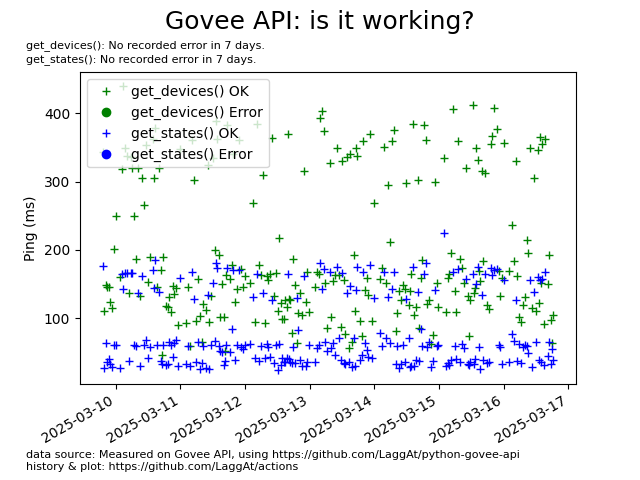 Govee API: is it working?
get_devices(): No recorded error in 7 days.
get_states(): No recorded error in 7 days.
get_devices() OK
get_devices() Error
get_states() OK
get_states() Error
Ping (ms)
400
300
200
100
2025-03-10
2025-03-11
2025-03-12
2025-03-13
2025-03-14
2025-03-15
2025-03-16
2025-03-17
data source: Measured on Govee API, using https://github.com/LaggAt/python-govee-api
history & plot: https://github.com/LaggAt/actions